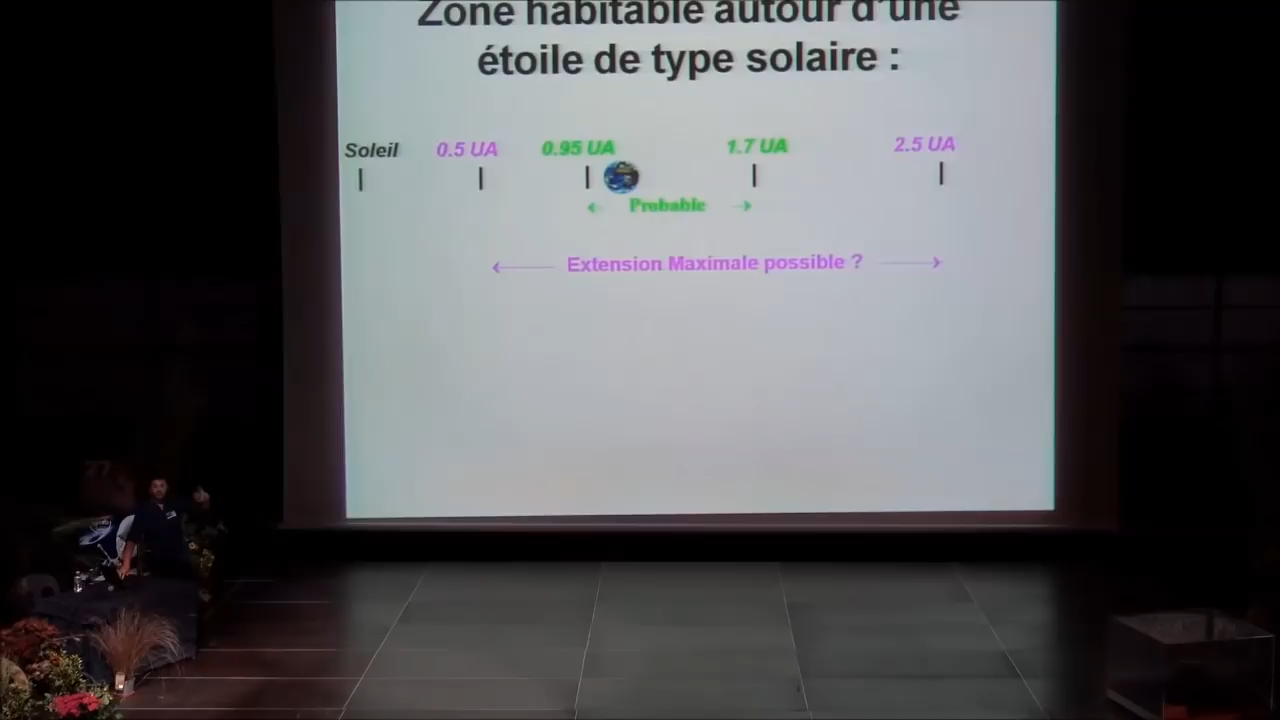 Zone habitable autour d'une
étoile de type solaire :
Soleil 0.5 UA 0.95 UA 1.7 UA 2.5 UA
Probable
Extension Maximale possible ?